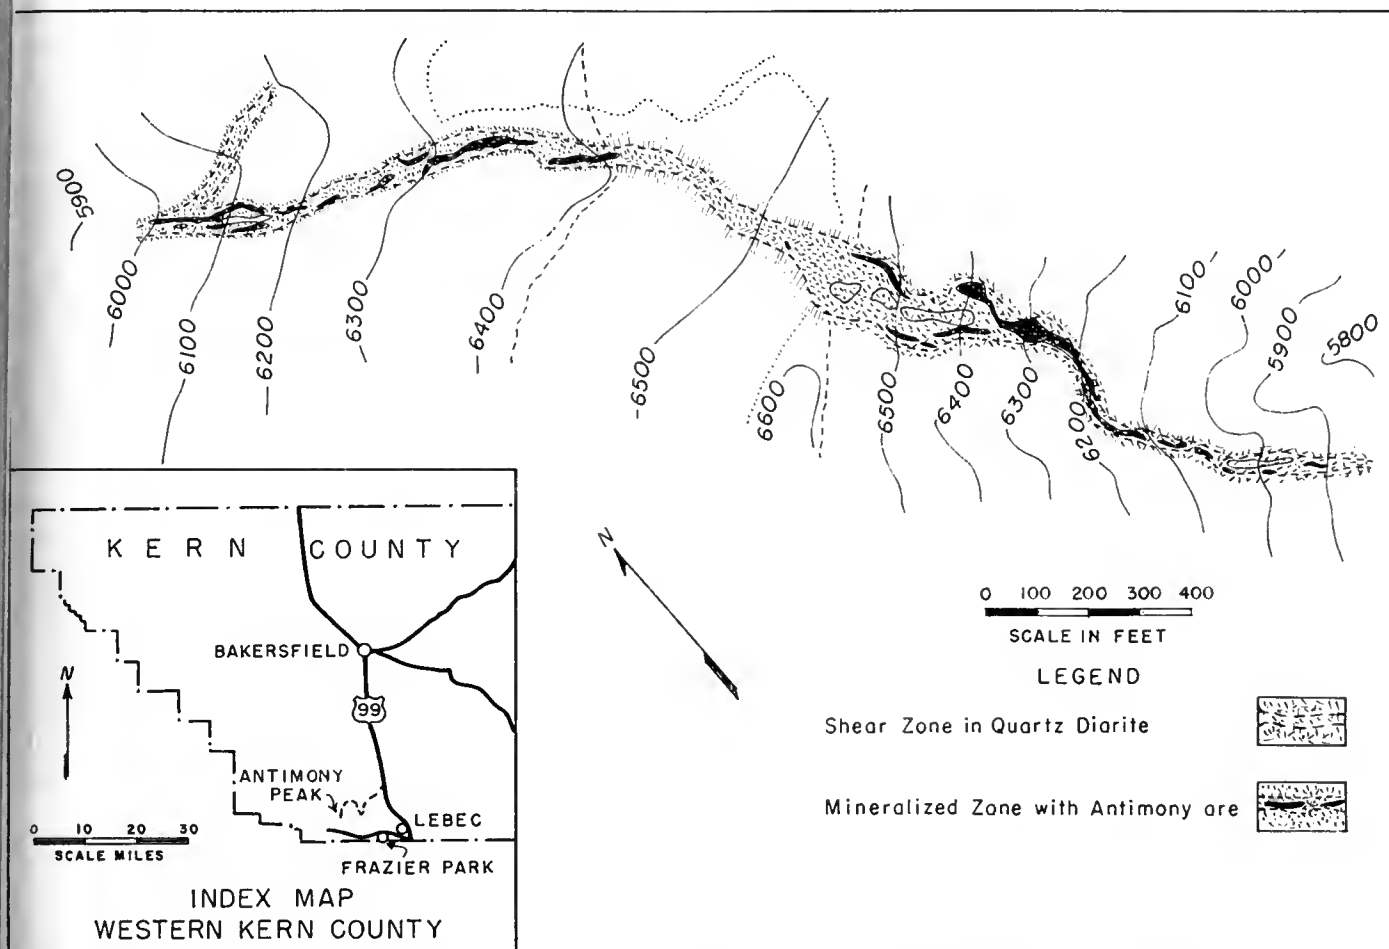 5900
6000
6100
6200
6300
6400
6500
6600
6500
6400
6300
6200
6100
6000
5900
5800
N
0 100 200 300 400
SCALE IN FEET
LEGEND
Shear Zone in Quartz Diarite
Mineralized Zone with Antimony are
KERN COUNTY
BAKERSFIELD
N
99
ANTIMONY
PEAK
LEBEC
0 10 20 30
SCALE MILES
FRAZIER PARK
INDEX MAP
WESTERN KERN COUNTY